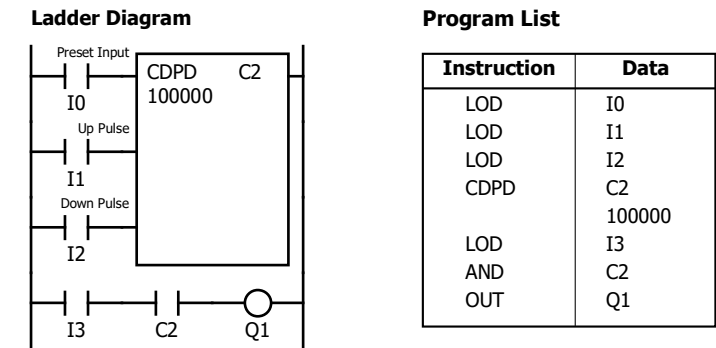 Ladder Diagram
Preset Input
CDPD C2
100000
I0
Up Pulse
I1
Down Pulse
I2
I3 C2 Q1
Program List
Instruction Data
LOD I0
LOD I1
LOD I2
CDPD C2
100000
LOD I3
AND C2
OUT Q1